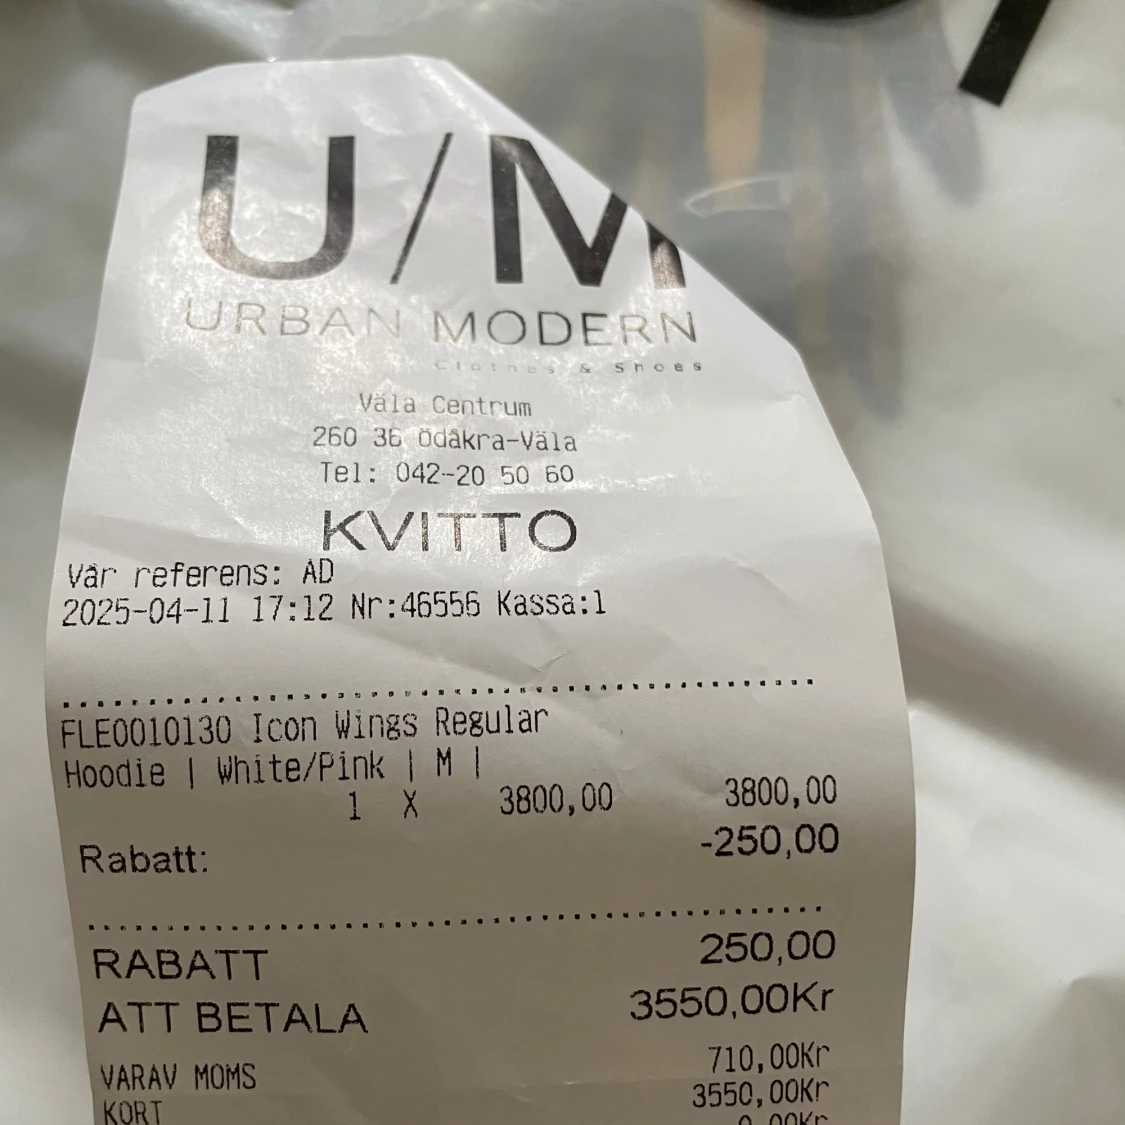 U/M
URBAN MODERN
Clothes & Shoes
Väla Centrum
260 36 Ödåkra-Väla
Tel: 042-20 50 60
KVITTO
Vår referens: AD
2025-04-11 17:12 Nr:46556 Kassa:1
FLE0010130 Icon Wings Regular
Hoodie | White/Pink | M |
1 X 3800,00 3800,00
Rabatt: -250,00
RABATT 250,00
ATT BETALA 3550,00Kr
VARAV MOMS 710,00Kr
KORT 3550,00Kr